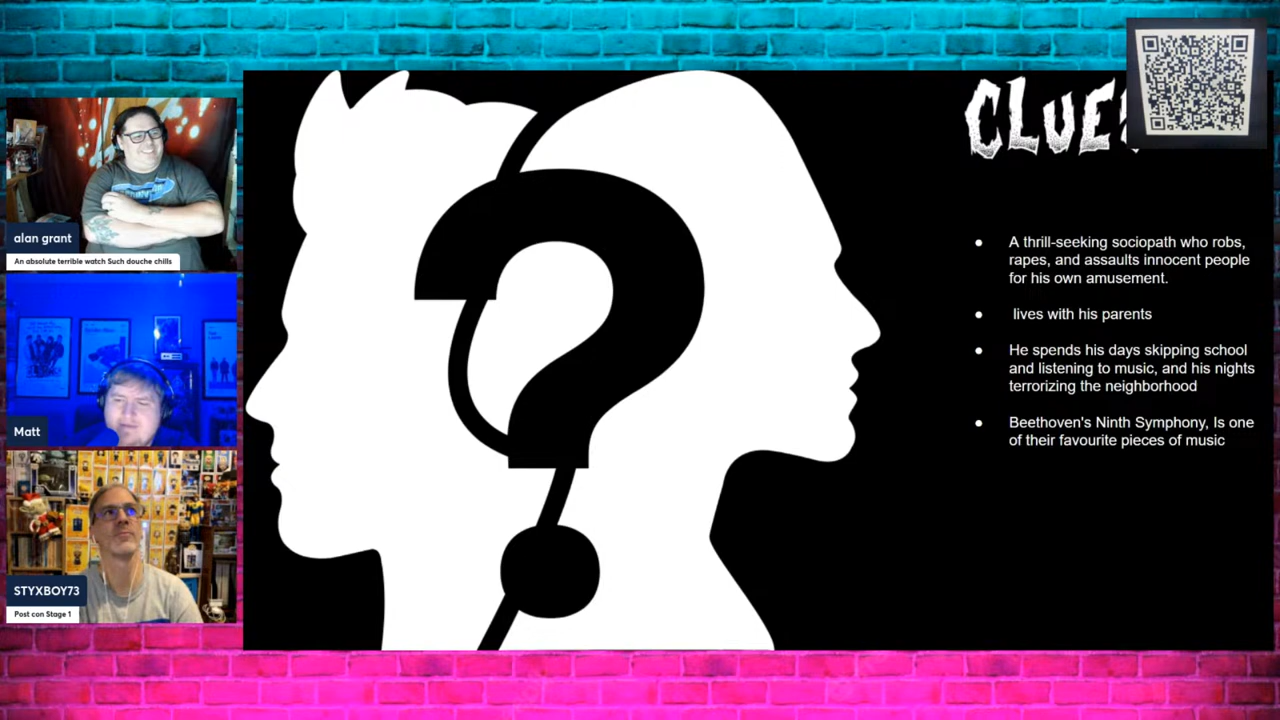 CLUES
alan grant
An absolute terrible watch Such douche chills
Matt
STYXBOY73
Post con Stage 1
● A thrill-seeking sociopath who robs,
rapes, and assaults innocent people
for his own amusement.
● lives with his parents
● He spends his days skipping school
and listening to music, and his nights
terrorizing the neighborhood
● Beethoven's Ninth Symphony, Is one
of their favourite pieces of music